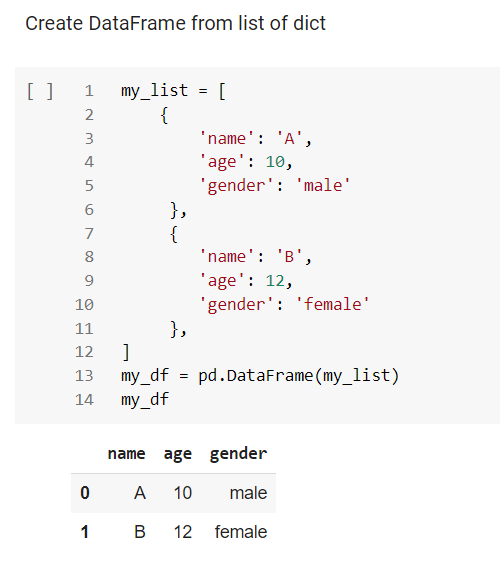 Create DataFrame from list of dict
[ ] 1 my_list = [
2 {
3 'name': 'A',
4 'age': 10,
5 'gender': 'male'
6 },
7 {
8 'name': 'B',
9 'age': 12,
10 'gender': 'female'
11 },
12 ]
13 my_df = pd.DataFrame(my_list)
14 my_df
name age gender
0 A 10 male
1 B 12 female